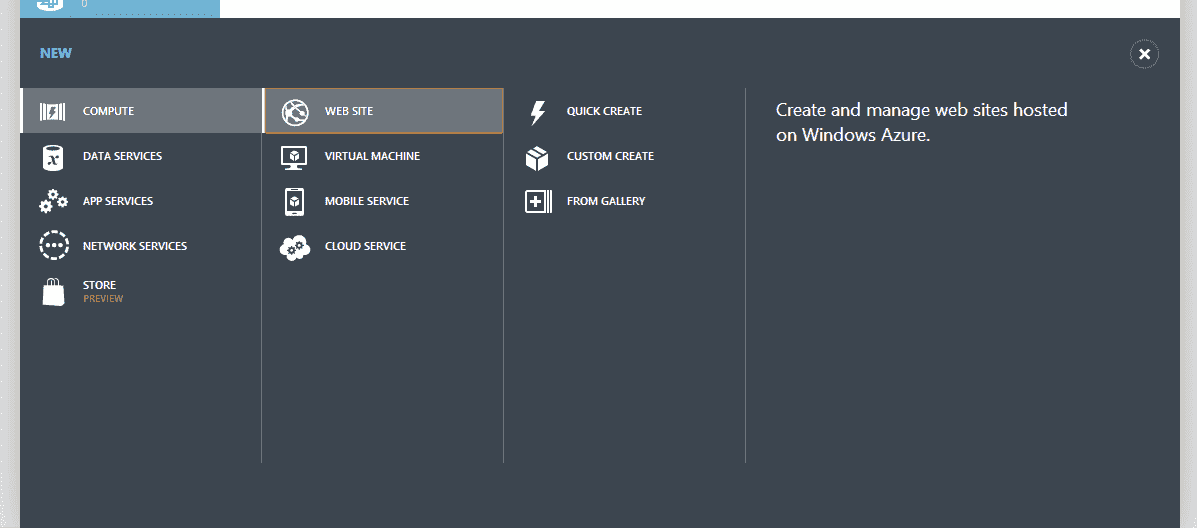 0
NEW
COMPUTE
DATA SERVICES
APP SERVICES
NETWORK SERVICES
STORE
PREVIEW
WEB SITE
VIRTUAL MACHINE
MOBILE SERVICE
CLOUD SERVICE
QUICK CREATE
CUSTOM CREATE
FROM GALLERY
Create and manage web sites hosted
on Windows Azure.